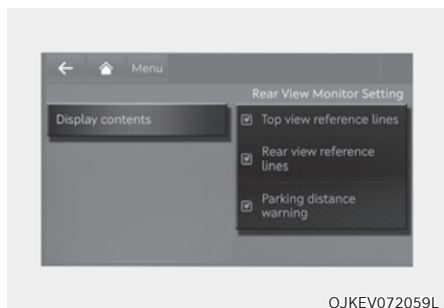 Menu
Rear View Monitor Setting
Display contents
Top view reference lines
Rear view reference
lines
Parking distance
warning
OJKEV072059L